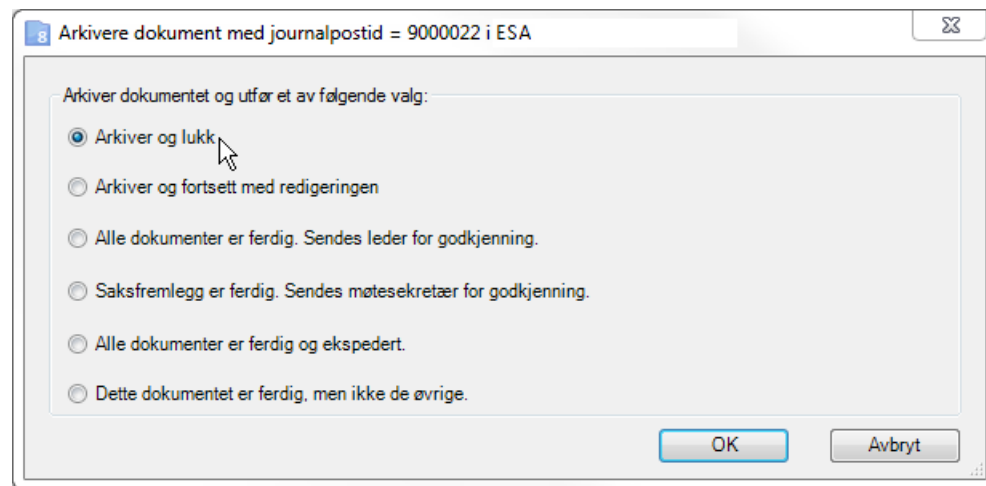 8 Arkivere dokument med journalpostid = 9000022 i ESA
Arkiver dokumentet og utfør et av følgende valg:
Arkiver og lukk
Arkiver og fortsett med redigeringen
Alle dokumenter er ferdig. Sendes leder for godkjenning.
Saksfremlegg er ferdig. Sendes møtesekretær for godkjenning.
Alle dokumenter er ferdig og ekspedert.
Dette dokumentet er ferdig, men ikke de øvrige.
OK Avbryt